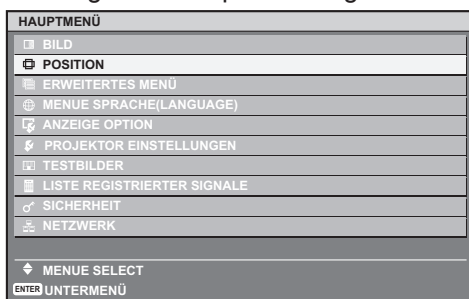 HAUPTMENÜ
BILD
POSITION
ERWEITERTES MENÜ
MENUE SPRACHE(LANGUAGE)
ANZEIGE OPTION
PROJEKTOR EINSTELLUNGEN
TESTBILDER
LISTE REGISTRIERTER SIGNALE
SICHERHEIT
NETZWERK
MENUE SELECT
ENTER UNTERMENÜ